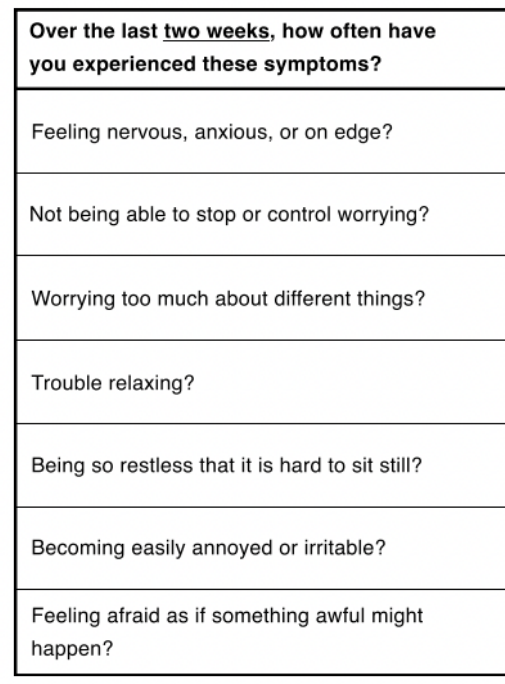 Over the last two weeks, how often have
you experienced these symptoms?
Feeling nervous, anxious, or on edge?
Not being able to stop or control worrying?
Worrying too much about different things?
Trouble relaxing?
Being so restless that it is hard to sit still?
Becoming easily annoyed or irritable?
Feeling afraid as if something awful might
happen?